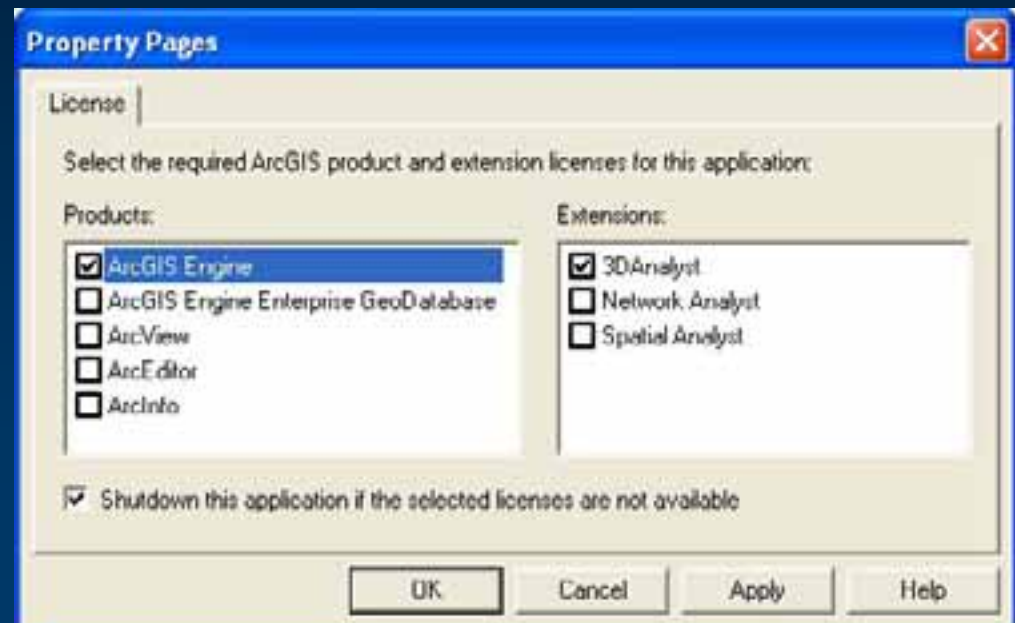 Property Pages
License
Select the required ArcGIS product and extension licenses for this application:
Products:
ArcGIS Engine
ArcGIS Engine Enterprise GeoDatabase
ArcView
ArcEditor
ArcInfo
Extensions:
3DAnalyst
Network Analyst
Spatial Analyst
Shutdown this application if the selected licenses are not available
OK
Cancel
Apply
Help